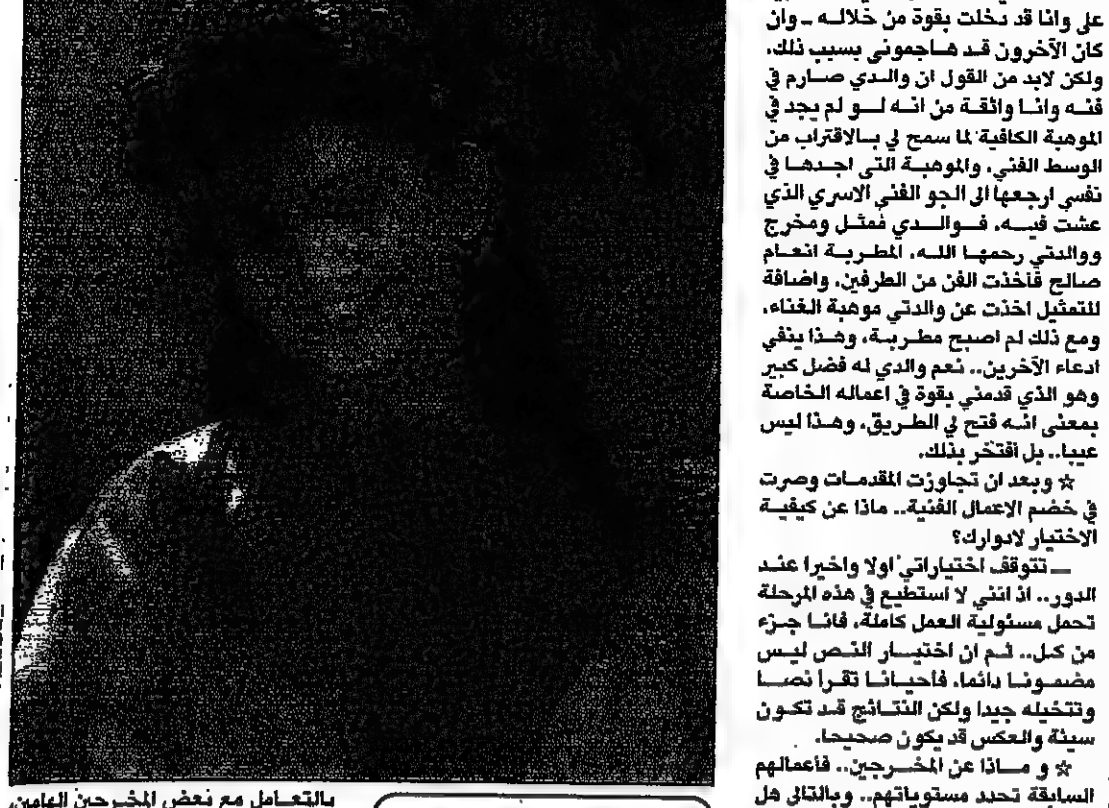 على وانا قد دخلت بقوة من خلاله ـ وان
كان الآخرون قد هاجموني بسبب ذلك.
ولكن لابد من القول ان والدي صارم في
فنه وانا واثقة من انه لو لم يجد في
الموهبة الكافية لما سمح لي بالاقتراب من
الوسط الفني. والموهبة التي اجدها في
نفسي ارجعها الى الجو الفني الاسري الذي
عشت فيه. فوالدي فممثل ومخرج
ووالدتي رحمها الله. المطربة انعام
صالح فأخذت الفن من الطرفين. واضافة
للتمثيل اخذت عن والدتي موهبة الغناء.
ومع ذلك لم اصبح مطربة. وهذا ينفي
ادعاء الآخرين.. نعم والدي له فضل كبير
وهو الذي قدمني بقوة في اعماله الخاصة
بمعنى انه فتح لي الطريق. وهذا ليس
عيبا.. بل افتخر بذلك.
☆ وبعد ان تجاوزت المقدمات وصرت
في خضم الاعمال الفنية.. ماذا عن كيفية
الاختيار لادوارك؟
ـ تتوقف اختياراتي اولا واخيرا عند
الدور.. اذ انني لا استطيع في هذه المرحلة
تحمل مسئولية العمل كاملة. فانا جزء
من كل.. ثم ان اختيار النص ليس
مضمونا دائما. فأحيانا تقرأ نصا
وتتخيله جيدا ولكن النتائج قد تكون
سيئة والعكس قد يكون صحيحا.
☆ و ماذا عن المخرجين.. فأعمالهم
السابقة تحدد مستوياتهم.. وبالتالي هل
بالتعامل مع بعض المخرجين الهامين.